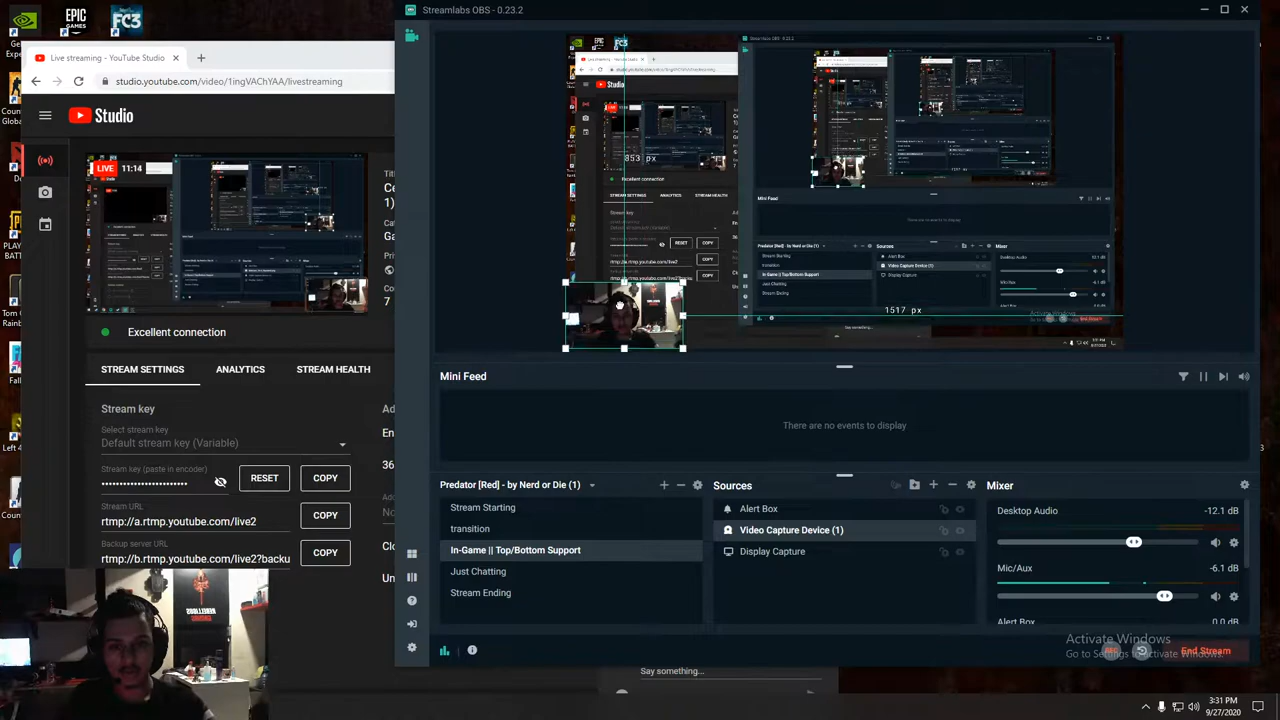 Streamlabs OBS - 0.23.2
EPIC
GAMES
FC3
Live streaming - YouTube Studio
studio.youtube.com/video/1ingVAChYAA/livestreaming
Studio
LIVE 11:14
Excellent connection
STREAM SETTINGS ANALYTICS STREAM HEALTH
Stream key
Select stream key
Default stream key (Variable)
Stream key (paste in encoder)
RESET COPY
Stream URL
rtmp://a.rtmp.youtube.com/live2
COPY
Backup server URL
rtmp://b.rtmp.youtube.com/live2?backu
COPY
853 px
1517 px
Mini Feed
There are no events to display
Predator [Red] - by Nerd or Die (1)
Stream Starting
transition
In-Game || Top/Bottom Support
Just Chatting
Stream Ending
Sources
Alert Box
Video Capture Device (1)
Display Capture
Mixer
Desktop Audio -12.1 dB
Mic/Aux -6.1 dB
Alert Box 0.0 dB
Activate Windows
Go to Settings to activate Windows.
REC
End Stream
Say something...
3:31 PM
9/27/2020